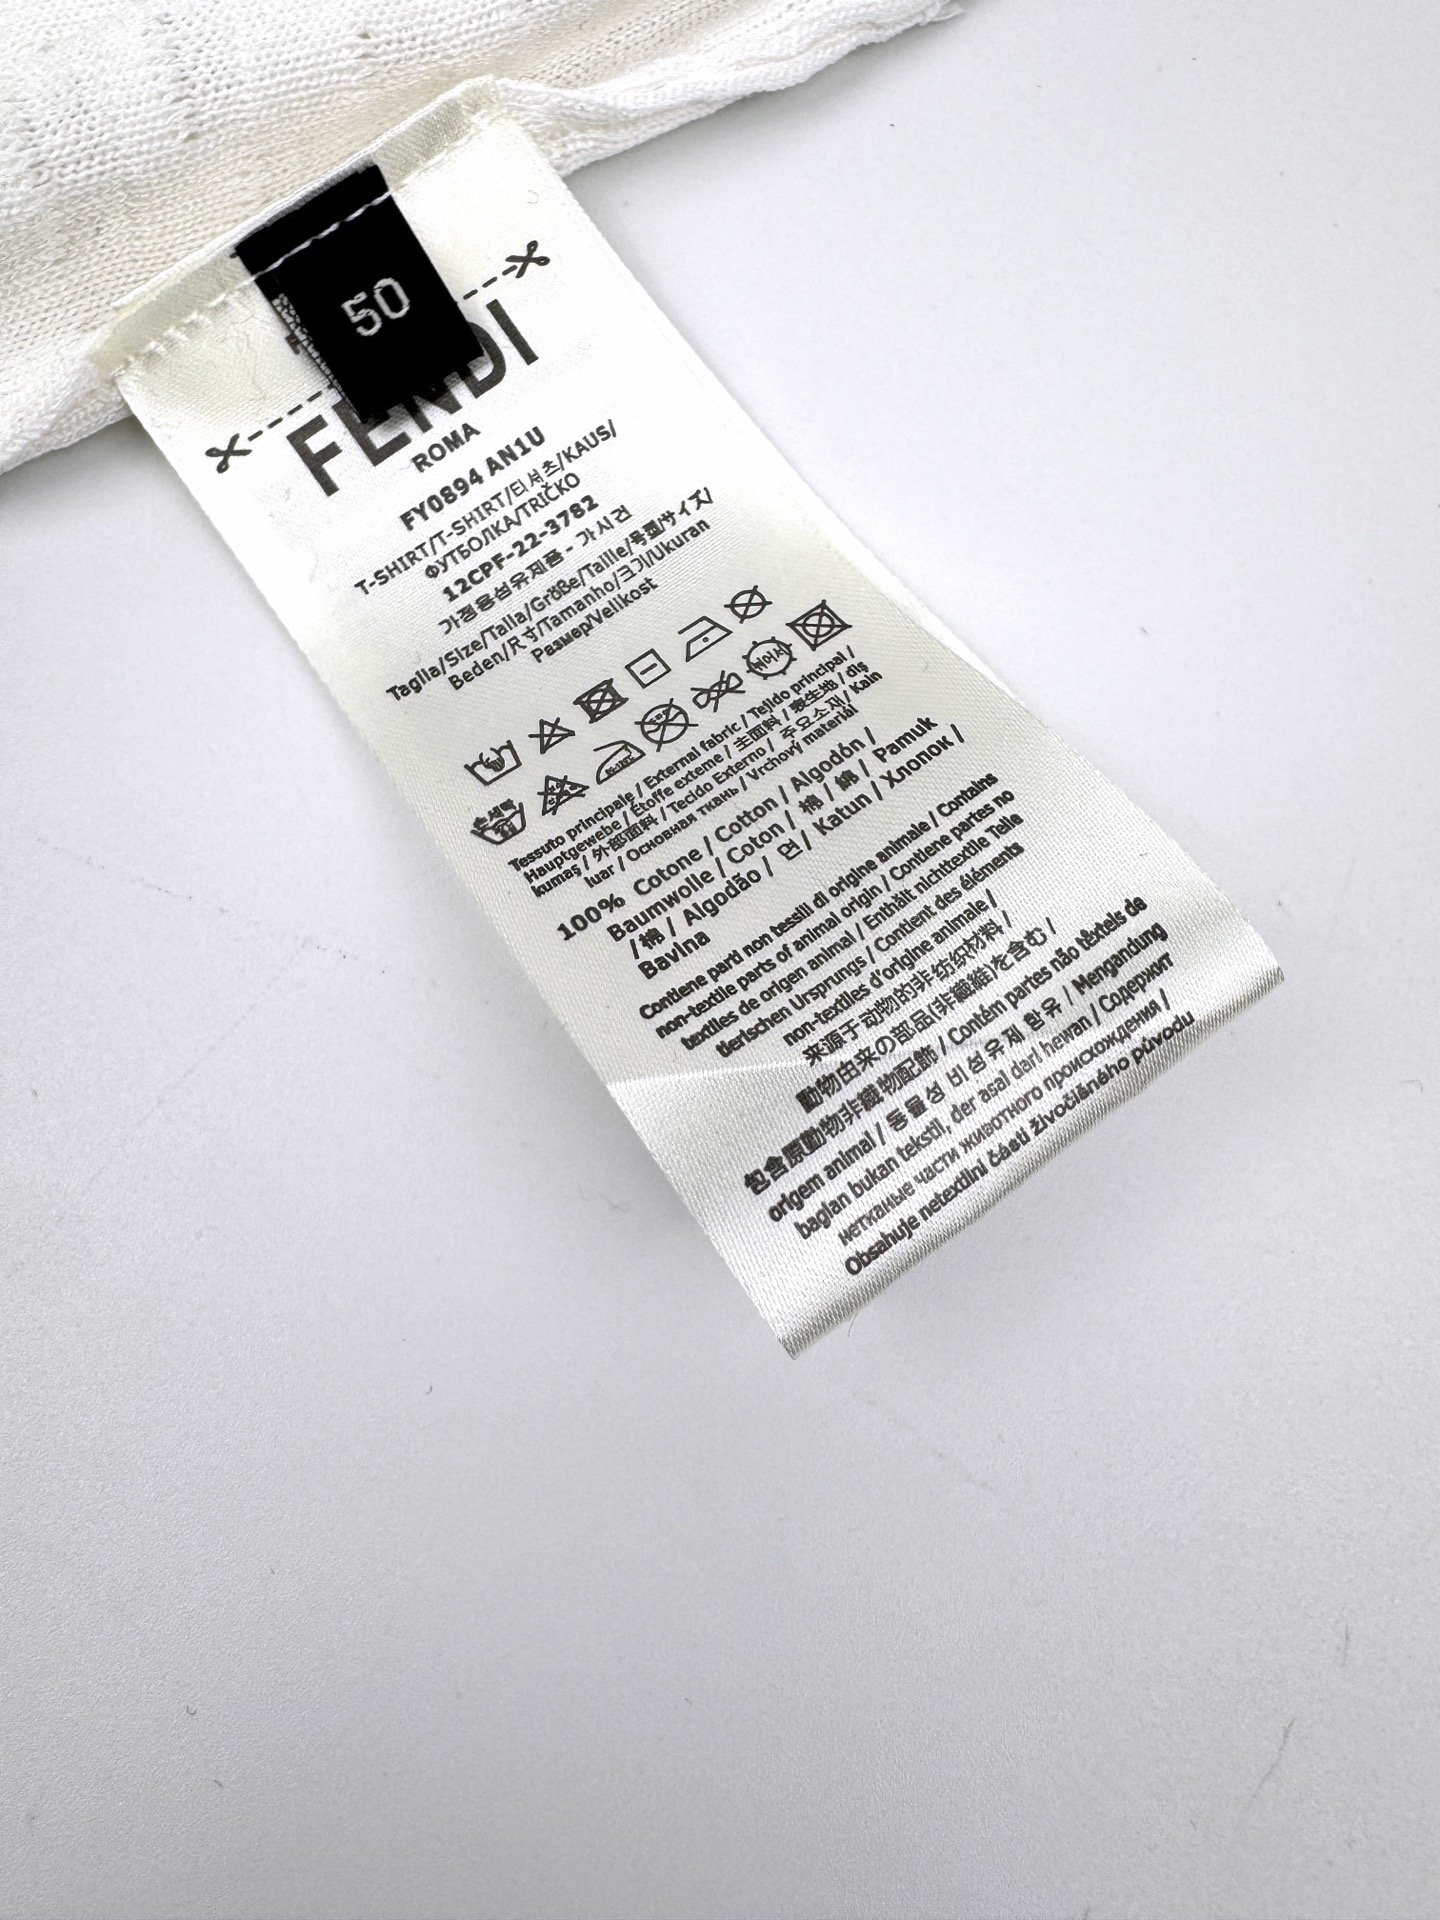 50
FENDI
ROMA
FY0894 AN1U
T-SHIRT/T-SHIRT/티셔츠/KAUS/
ФУТБОЛКА/TRIČKO
12CPF-22-3782
가정용섬유제품 - 가시건
Taglia/Size/Talla/Größe/Taille/号型/サイズ/
Beden/尺寸/Tamanho/크기/Ukuran
Размер/Velikost
손세탁
Tessuto principale / External fabric / Tejido principal /
Hauptgewebe / Étoffe externe / 主面料 / 表生地 / dış
kumaş / 外部面料 / Tecido Externo / 주요소재 / Kain
luar / Основная ткань / Vrchový materiál
100% Cotone / Cotton / Algodón /
Baumwolle / Coton / 棉 / 綿 / Pamuk
/ 棉 / Algodão / 면 / Katun / Хлопок /
Bavlna
Contiene parti non tessili di origine animale / Contains
non-textile parts of animal origin / Contiene partes no
textiles de origen animal / Enthält nichttextile Teile
tierischen Ursprungs / Contient des éléments
non-textiles d'origine animale /
来源于动物的非纺织材料 /
動物由来の部品(非繊維)を含む /
包含原動物非織物配飾 / Contém partes não têxteis de
origem animal / 동물성 비섬유제 함유 / Mengandung
bagian bukan tekstil, der asal dari hewan / Содержит
нетканые части животного происхождения /
Obsahuje netextilní části živočišného původu